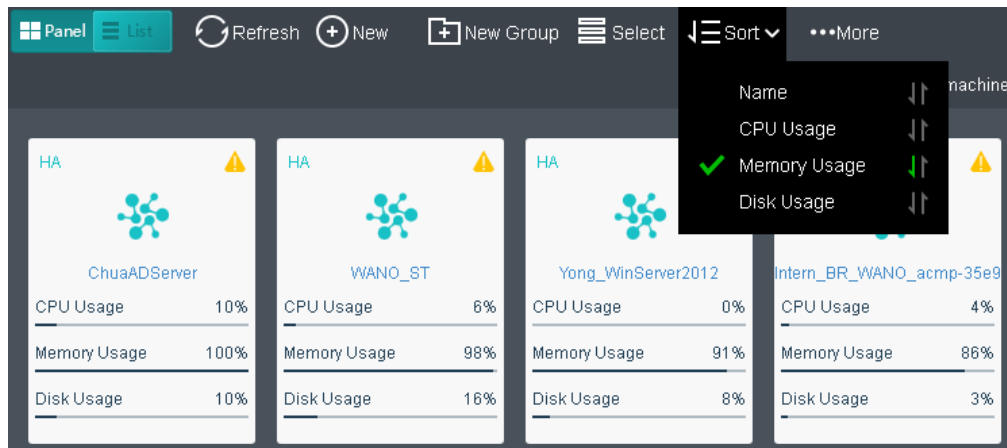 Panel List Refresh New New Group Select Sort More
machine
Name
CPU Usage
Memory Usage
Disk Usage
HA HA HA
ChuaADServer WANO_ST Yong_WinServer2012 Intern_BR_WANO_acmp-35e9
CPU Usage 10% CPU Usage 6% CPU Usage 0% CPU Usage 4%
Memory Usage 100% Memory Usage 98% Memory Usage 91% Memory Usage 86%
Disk Usage 10% Disk Usage 16% Disk Usage 8% Disk Usage 3%